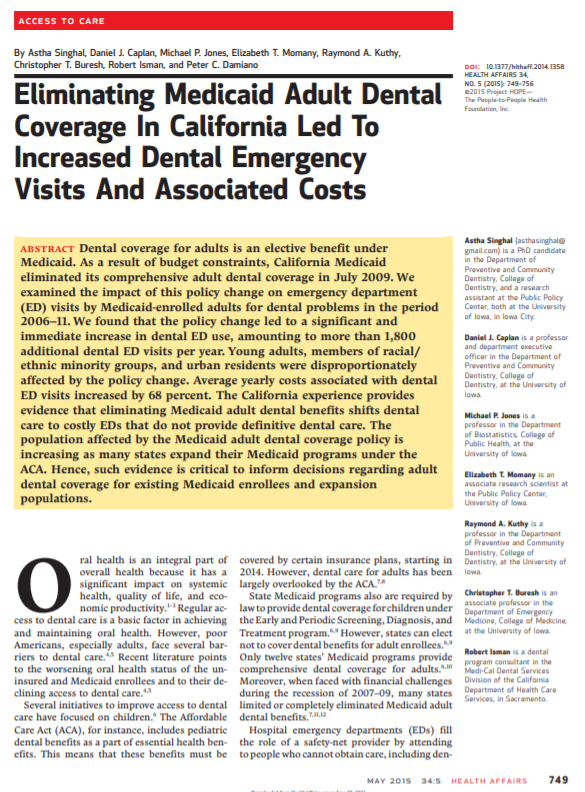 ACCESS TO CARE
By Astha Singhal, Daniel J. Caplan, Michael P. Jones, Elizabeth T. Momany, Raymond A. Kuthy,
Christopher T. Buresh, Robert Isman, and Peter C. Damiano
Eliminating Medicaid Adult Dental
Coverage In California Led To
Increased Dental Emergency
Visits And Associated Costs
DOI: 10.1377/hlthaff.2014.1358
HEALTH AFFAIRS 34,
NO. 5 (2015): 749–756
©2015 Project HOPE—
The People-to-People Health
Foundation, Inc.
ABSTRACT Dental coverage for adults is an elective benefit under
Medicaid. As a result of budget constraints, California Medicaid
eliminated its comprehensive adult dental coverage in July 2009. We
examined the impact of this policy change on emergency department
(ED) visits by Medicaid-enrolled adults for dental problems in the period
2006–11. We found that the policy change led to a significant and
immediate increase in dental ED use, amounting to more than 1,800
additional dental ED visits per year. Young adults, members of racial/
ethnic minority groups, and urban residents were disproportionately
affected by the policy change. Average yearly costs associated with dental
ED visits increased by 68 percent. The California experience provides
evidence that eliminating Medicaid adult dental benefits shifts dental
care to costly EDs that do not provide definitive dental care. The
population affected by the Medicaid adult dental coverage policy is
increasing as many states expand their Medicaid programs under the
ACA. Hence, such evidence is critical to inform decisions regarding adult
dental coverage for existing Medicaid enrollees and expansion
populations.
Oral health is an integral part of
overall health because it has a
significant impact on systemic
health, quality of life, and eco-
nomic productivity.1–3 Regular ac-
cess to dental care is a basic factor in achieving
and maintaining oral health. However, poor
Americans, especially adults, face several bar-
riers to dental care.4,5 Recent literature points
to the worsening oral health status of the un-
insured and Medicaid enrollees and to their de-
clining access to dental care.4,5
Several initiatives to improve access to dental
care have focused on children.6 The Affordable
Care Act (ACA), for instance, includes pediatric
dental benefits as a part of essential health ben-
efits. This means that these benefits must be
covered by certain insurance plans, starting in
2014. However, dental care for adults has been
largely overlooked by the ACA.7,8
State Medicaid programs also are required by
law to provide dental coverage for children under
the Early and Periodic Screening, Diagnosis, and
Treatment program.6,9 However, states can elect
not to cover dental benefits for adult enrollees.6,9
Only twelve states' Medicaid programs provide
comprehensive dental coverage for adults.6,10
Moreover, when faced with financial challenges
during the recession of 2007–09, many states
limited or completely eliminated Medicaid adult
dental benefits.7,11,12
Hospital emergency departments (EDs) fill
the role of a safety-net provider by attending
to people who cannot obtain care, including den-
Astha Singhal (asthasinghal@
gmail.com) is a PhD candidate
in the Department of
Preventive and Community
Dentistry, College of
Dentistry, and a research
assistant at the Public Policy
Center, both at the University
of Iowa, in Iowa City.
Daniel J. Caplan is a professor
and department executive
officer in the Department of
Preventive and Community
Dentistry, College of
Dentistry, at the University of
Iowa.
Michael P. Jones is a
professor in the Department
of Biostatistics, College of
Public Health, at the
University of Iowa.
Elizabeth T. Momany is an
associate research scientist at
the Public Policy Center,
University of Iowa.
Raymond A. Kuthy is a
professor in the Department
of Preventive and Community
Dentistry, College of
Dentistry, at the University of
Iowa.
Christopher T. Buresh is an
associate professor in the
Department of Emergency
Medicine, College of Medicine,
at the University of Iowa.
Robert Isman is a dental
program consultant in the
Medi-Cal Dental Services
Division of the California
Department of Health Care
Services, in Sacramento.
MAY 2015 34:5 HEALTH AFFAIRS 749